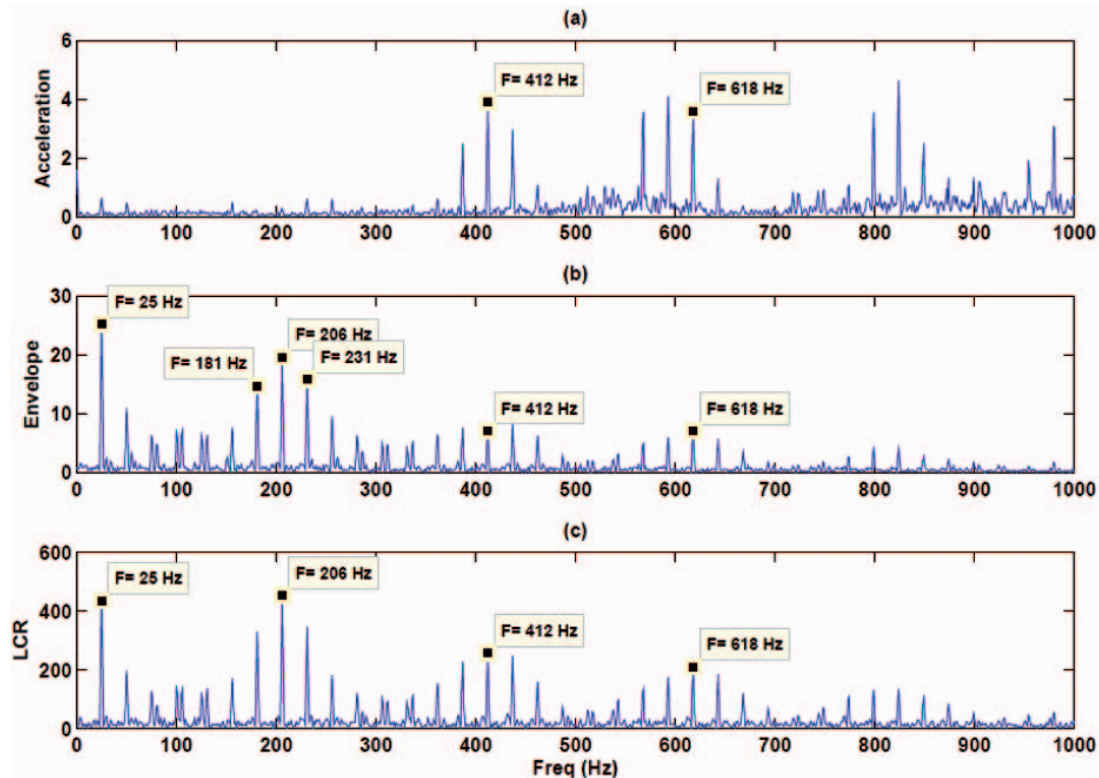 (a)
Acceleration
6
4
2
0
F= 412 Hz
F= 618 Hz
0 100 200 300 400 500 600 700 800 900 1000
(b)
Envelope
30
20
10
0
F= 25 Hz
F= 206 Hz
F= 181 Hz
F= 231 Hz
F= 412 Hz
F= 618 Hz
0 100 200 300 400 500 600 700 800 900 1000
(c)
LCR
600
400
200
0
F= 25 Hz
F= 206 Hz
F= 412 Hz
F= 618 Hz
0 100 200 300 400 500 600 700 800 900 1000
Freq (Hz)